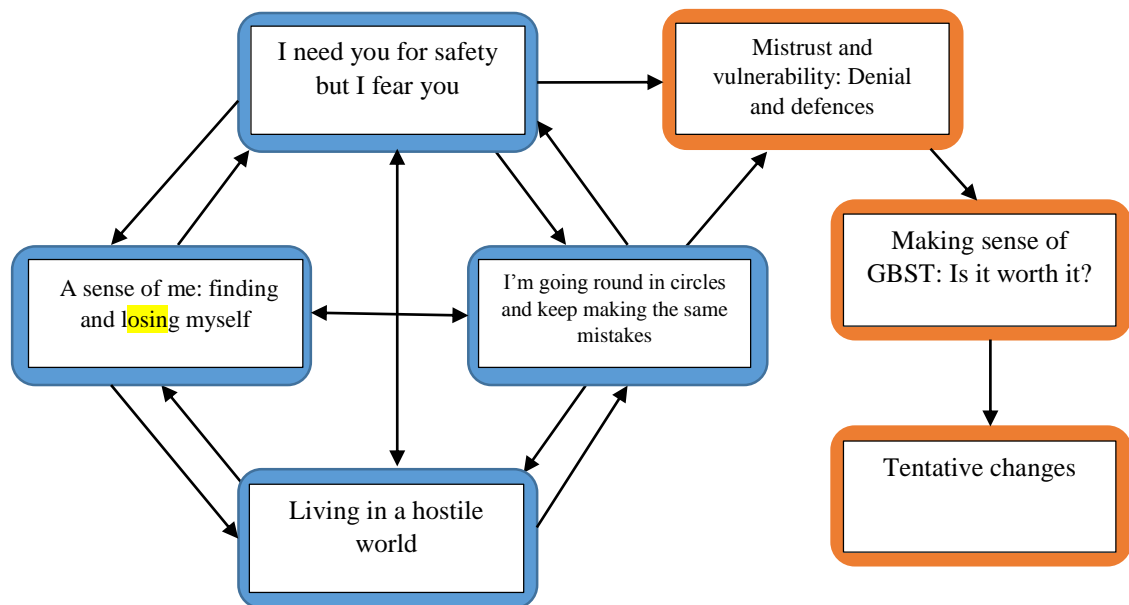 I need you for safety
but I fear you
Mistrust and
vulnerability: Denial
and defences
A sense of me: finding
and losing myself
I’m going round in circles
and keep making the same
mistakes
Making sense of
GBST: Is it worth it?
Living in a hostile
world
Tentative changes